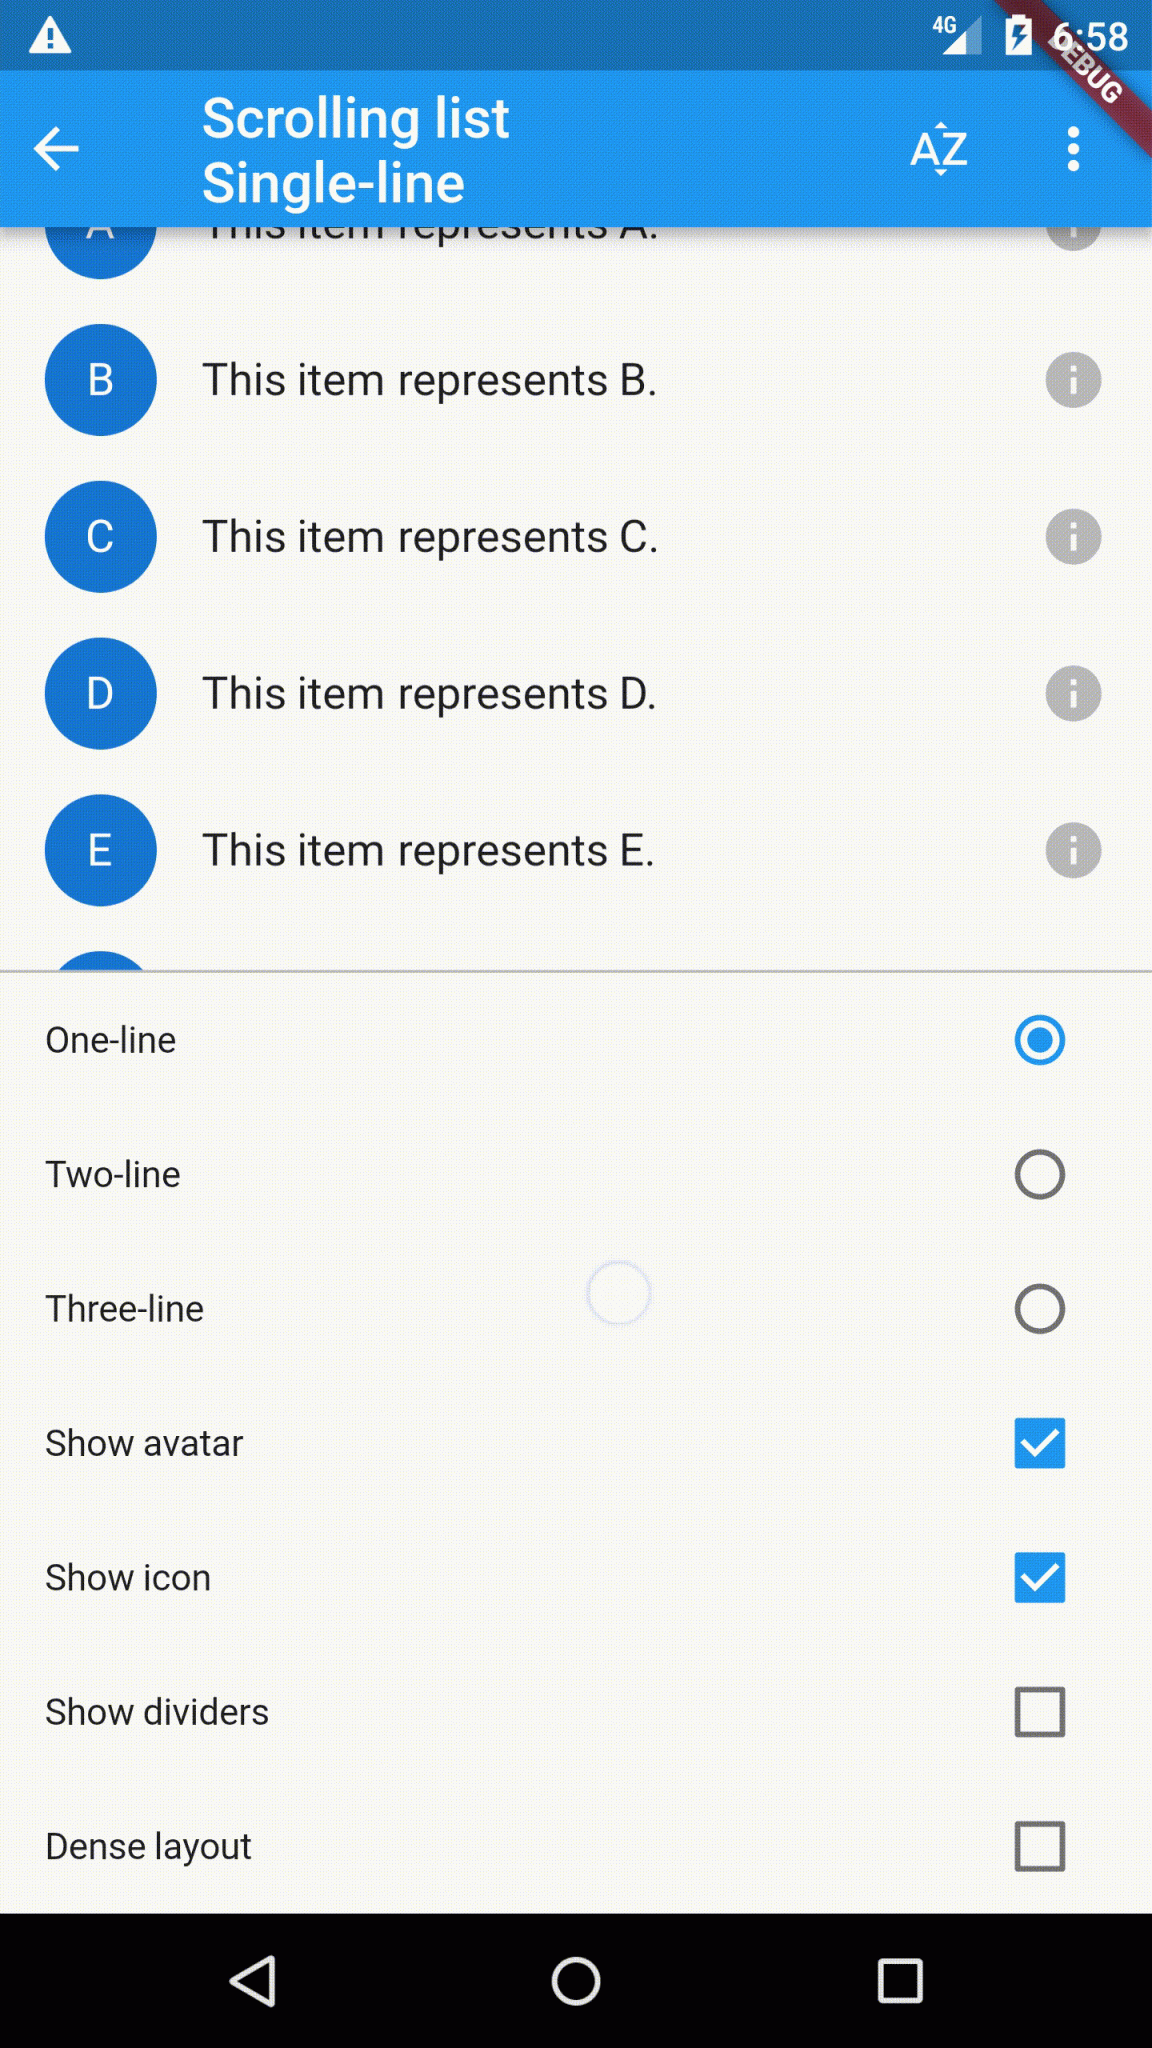 4G
6:58
DEBUG
Scrolling list
Single-line
AZ
A
This item represents A.
B
This item represents B.
C
This item represents C.
D
This item represents D.
E
This item represents E.
One-line
Two-line
Three-line
Show avatar
Show icon
Show dividers
Dense layout